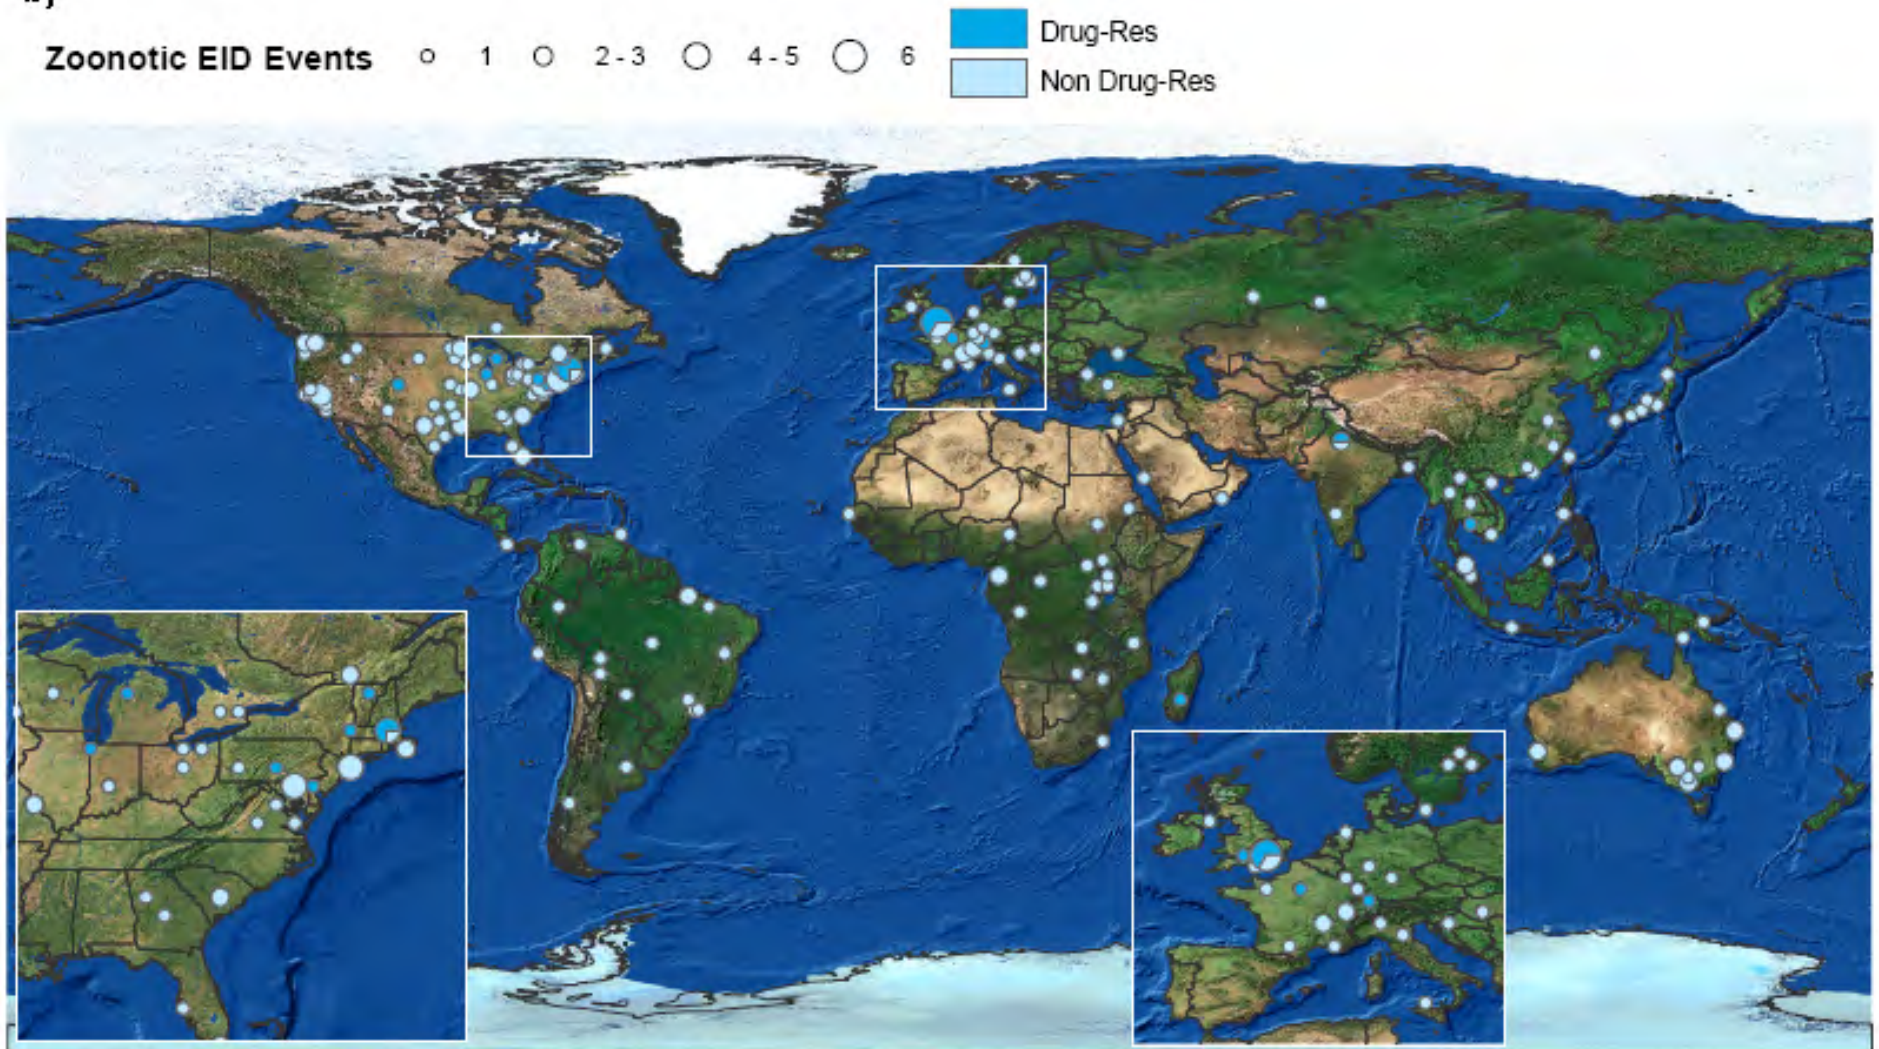 Drug-Res
Zoonotic EID Events 1 2 - 3 4 - 5 6
Non Drug-Res